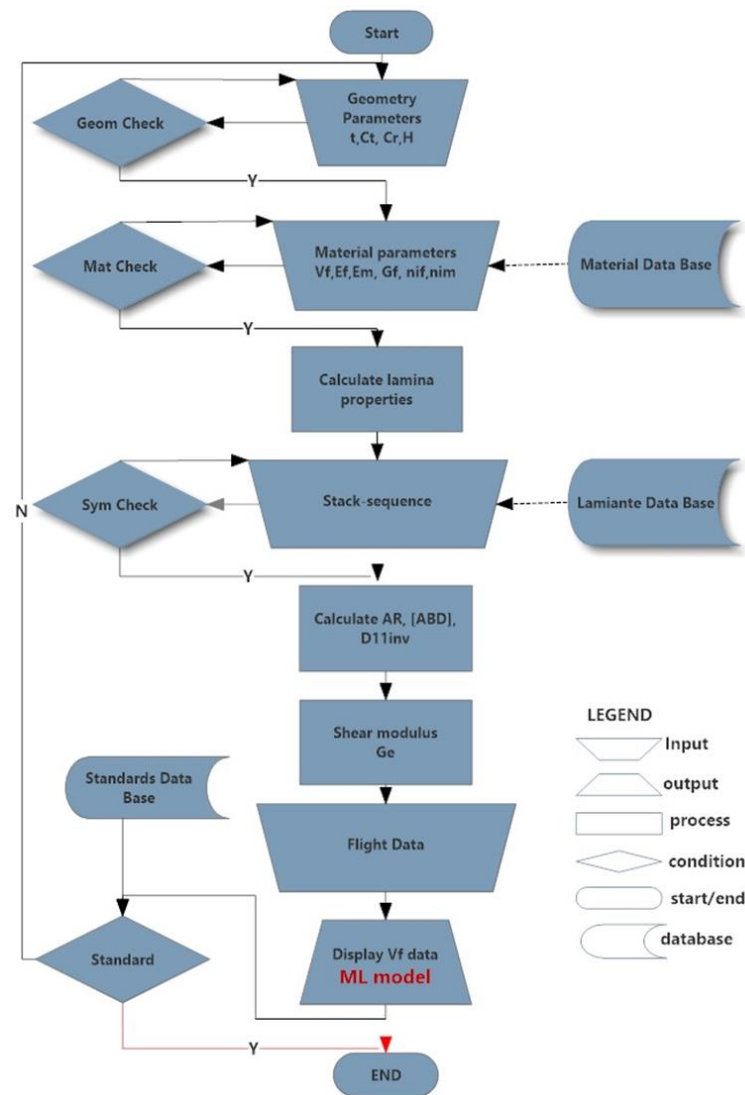 Start
Geometry
Parameters
t,Ct, Cr,H
Geom Check
Y
Material parameters
Vf,Ef,Em, Gf, nif,nim
Mat Check
Material Data Base
Y
Calculate lamina
properties
Stack-sequence
Sym Check
Lamiante Data Base
N
Y
Calculate AR, [ABD],
D11inv
Shear modulus
Ge
Standards Data
Base
Flight Data
Display Vf data
ML model
Standard
Y
END
LEGEND
Input
output
process
condition
start/end
database